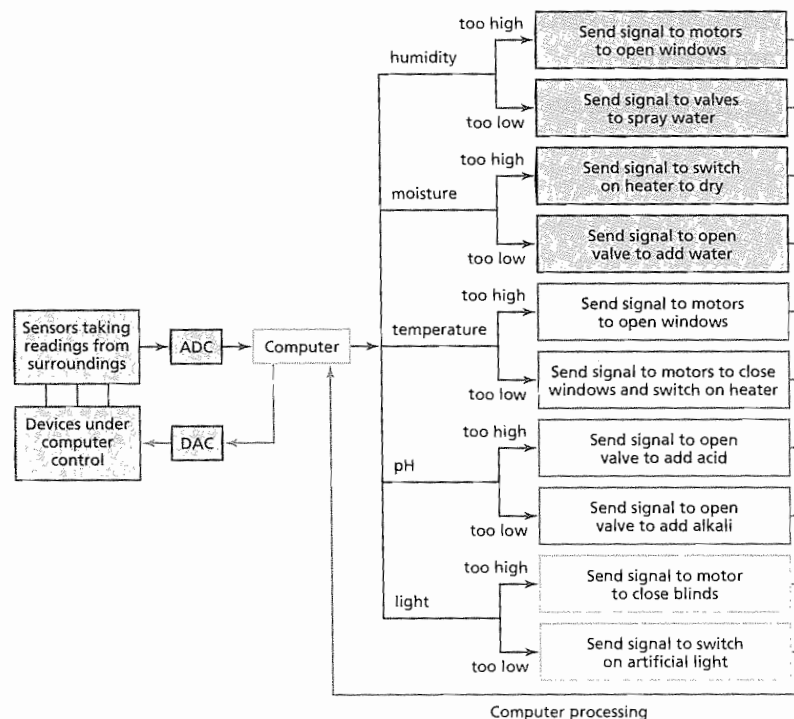 too high
Send signal to motors
to open windows
humidity
too low
Send signal to valves
to spray water
too high
Send signal to switch
on heater to dry
moisture
too low
Send signal to open
valve to add water
too high
Send signal to motors
to open windows
Sensors taking
readings from
surroundings
ADC
Computer
temperature
too low
Send signal to motors to close
windows and switch on heater
Devices under
computer
control
DAC
too high
Send signal to open
valve to add acid
pH
too low
Send signal to open
valve to add alkali
too high
Send signal to motor
to close blinds
light
too low
Send signal to switch
on artificial light
Computer processing